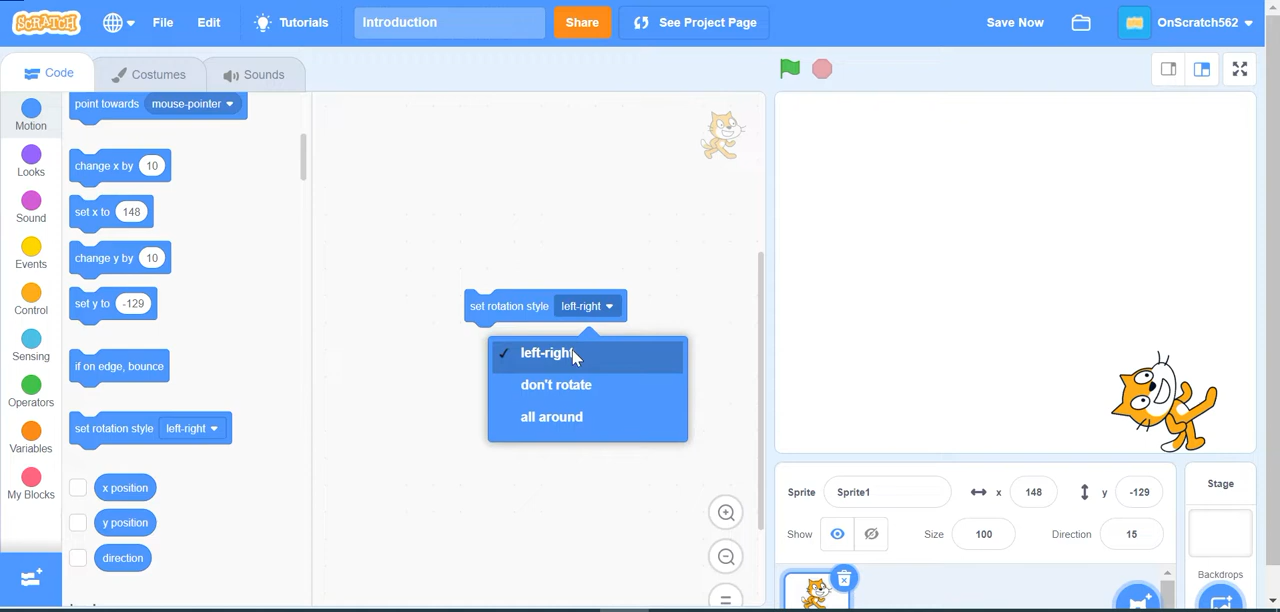 SCRATCH File Edit Tutorials Introduction Share See Project Page Save Now OnScratch562
Code Costumes Sounds
Motion
Looks
Sound
Events
Control
Sensing
Operators
Variables
My Blocks
point towards mouse-pointer
change x by 10
set x to 148
change y by 10
set y to -129
if on edge, bounce
set rotation style left-right
x position
y position
direction
set rotation style left-right
✓ left-right
don't rotate
all around
Sprite Sprite1 x 148 y -129
Show Size 100 Direction 15
Stage
Backdrops